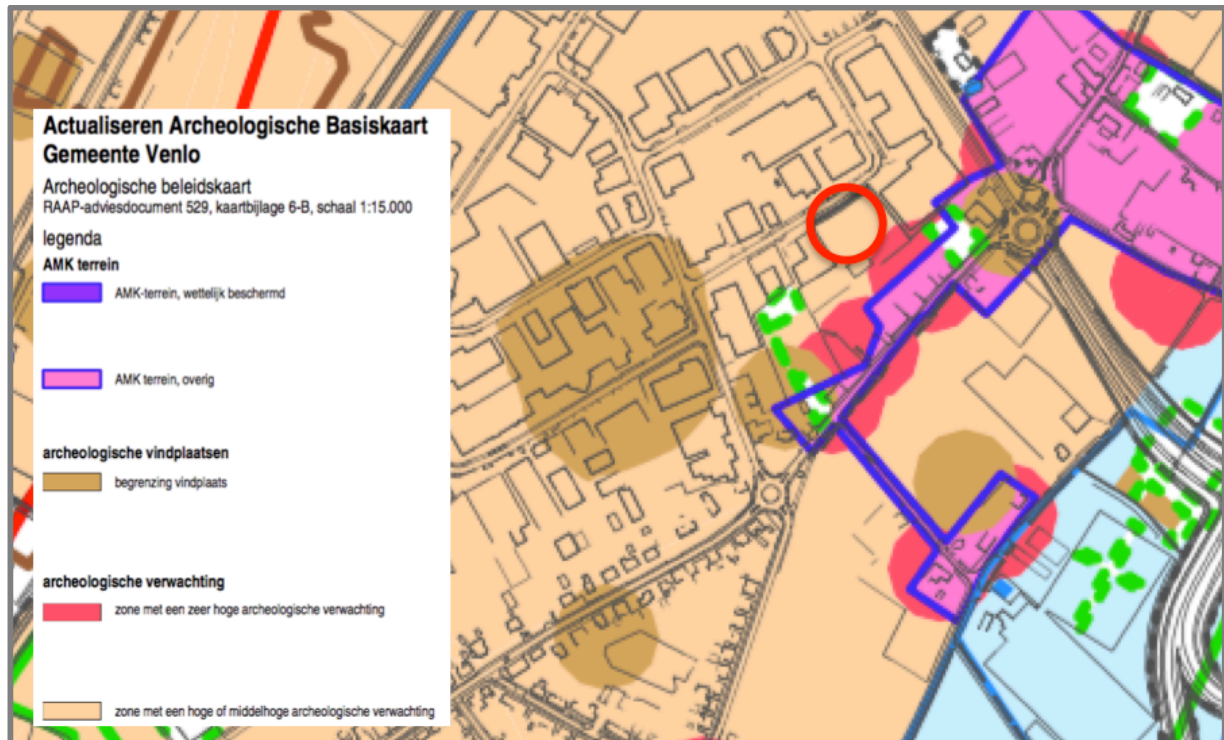 Actualiseren Archeologische Basiskaart
Gemeente Venlo
Archeologische beleidskaart
RAAP-adviesdocument 529, kaartbijlage 6-B, schaal 1:15.000
legenda
AMK terrein
AMK-terrein, wettelijk beschermd
AMK terrein, overig
archeologische vindplaatsen
begrenzing vindplaats
archeologische verwachting
zone met een zeer hoge archeologische verwachting
zone met een hoge of middelhoge archeologische verwachting